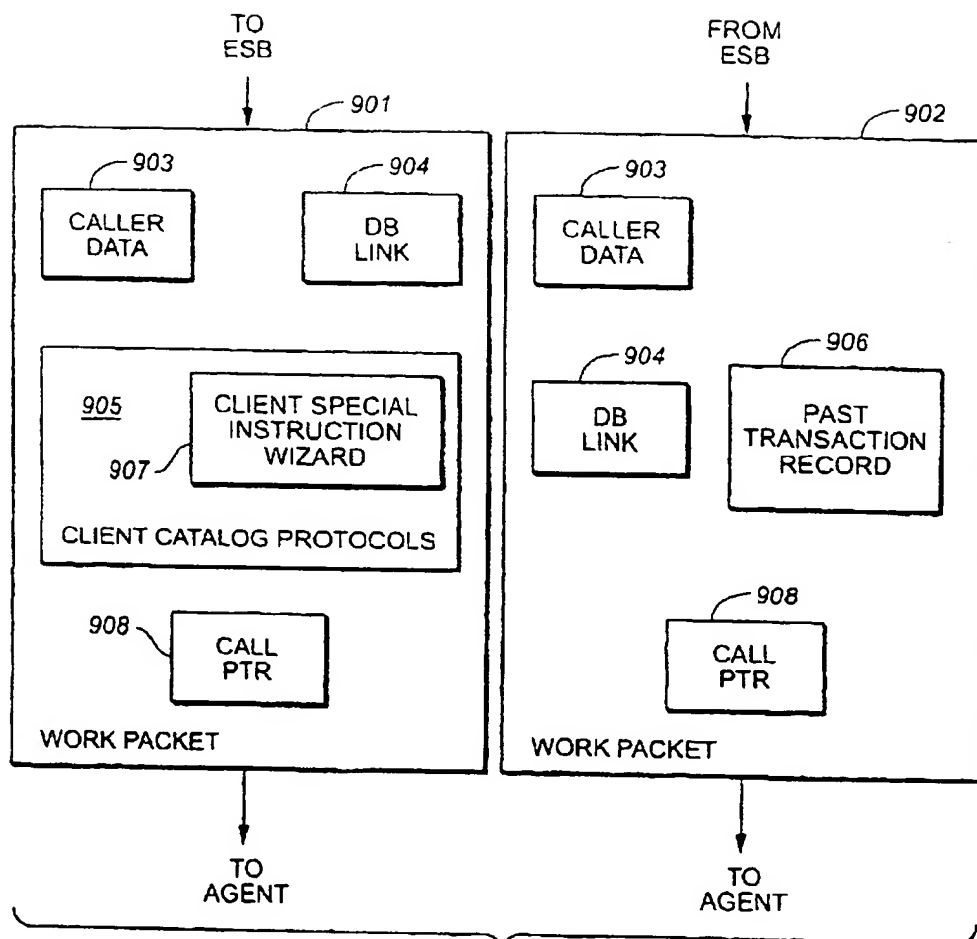 TO
ESB
901
903
904
CALLER
DATA
DB
LINK
905
CLIENT SPECIAL
INSTRUCTION
WIZARD
907
CLIENT CATALOG PROTOCOLS
908
CALL
PTR
WORK PACKET
TO
AGENT
FROM
ESB
902
903
CALLER
DATA
904
906
DB
LINK
PAST
TRANSACTION
RECORD
908
CALL
PTR
WORK PACKET
TO
AGENT